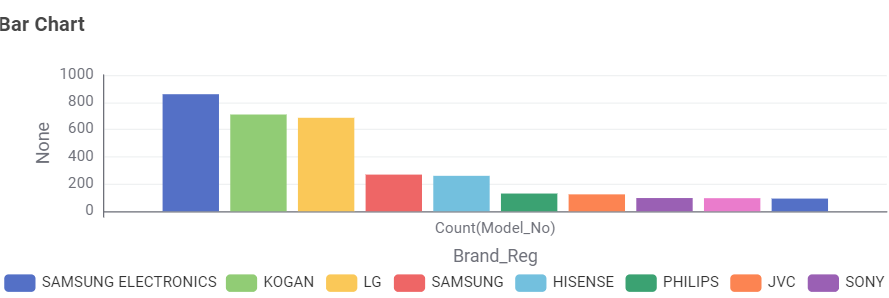 Bar Chart
1000
800
600
400
200
0
None
Count(Model_No)
Brand_Reg
SAMSUNG ELECTRONICS KOGAN LG SAMSUNG HISENSE PHILIPS JVC SONY